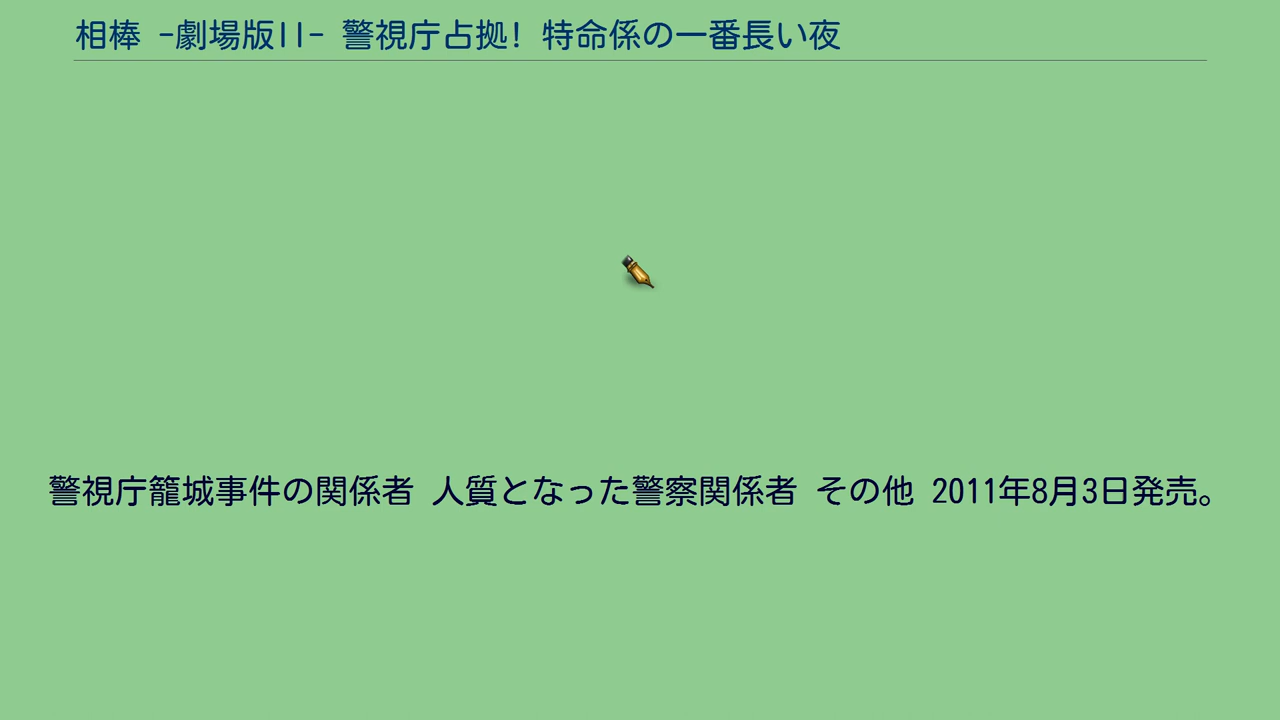 相棒 -劇場版II- 警視庁占拠! 特命係の一番長い夜
警視庁籠城事件の関係者 人質となった警察関係者 その他 2011年8月3日発売。